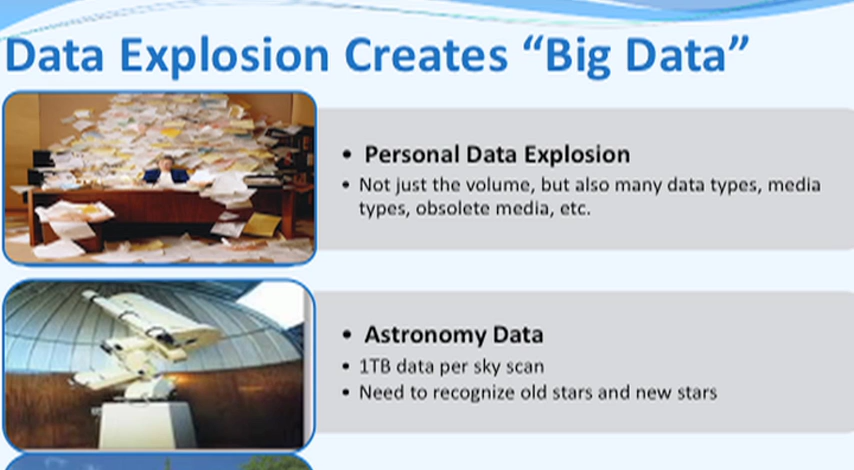 Data Explosion Creates “Big Data”
• Personal Data Explosion
• Not just the volume, but also many data types, media
types, obsolete media, etc.
• Astronomy Data
• 1TB data per sky scan
• Need to recognize old stars and new stars